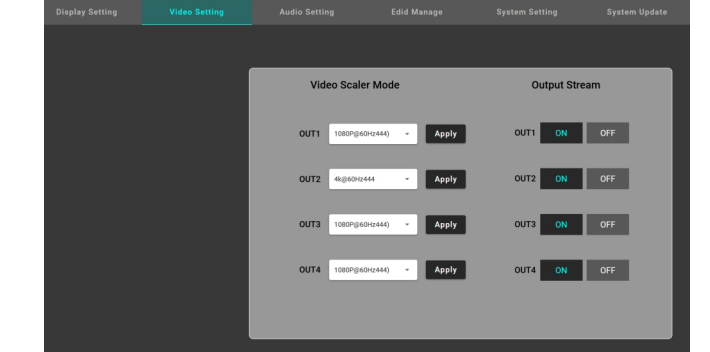 Display Setting Video Setting Audio Setting Edid Manage System Setting System Update
Video Scaler Mode Output Stream
OUT1 1080P@60Hz444) Apply OUT1 ON OFF
OUT2 4k@60Hz444 Apply OUT2 ON OFF
OUT3 1080P@60Hz444) Apply OUT3 ON OFF
OUT4 1080P@60Hz444) Apply OUT4 ON OFF